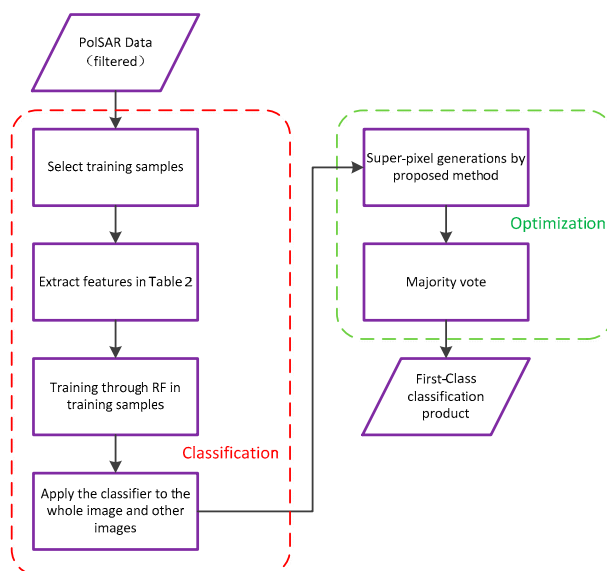 PolSAR Data
（filtered）
Select training samples
Extract features in Table 2
Training through RF in
training samples
Classification
Apply the classifier to the
whole image and other
images
Super-pixel generations by
proposed method
Optimization
Majority vote
First-Class
classification
product